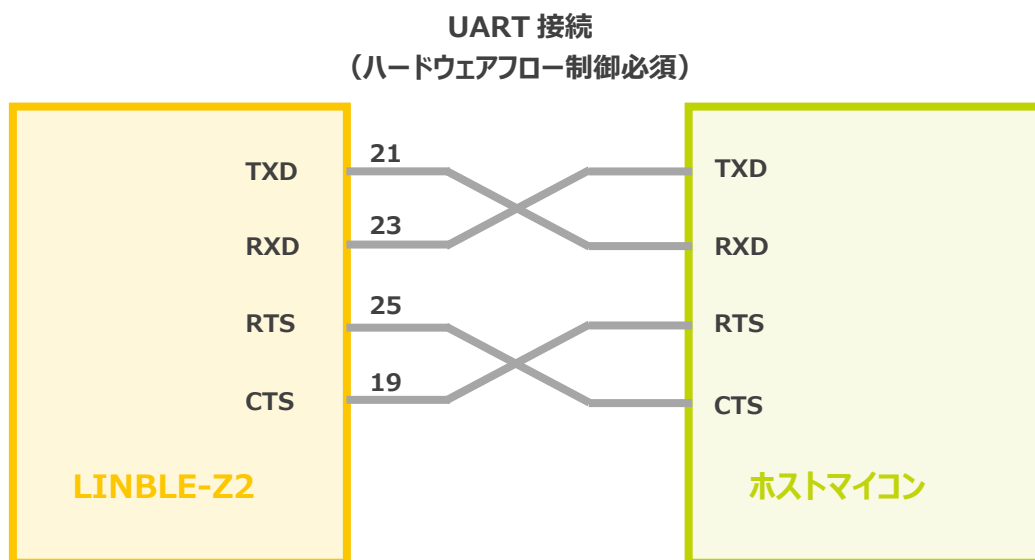 UART 接続
（ハードウェアフロー制御必須）
TXD 21 TXD
RXD 23 RXD
RTS 25 RTS
CTS 19 CTS
LINBLE-Z2 ホストマイコン